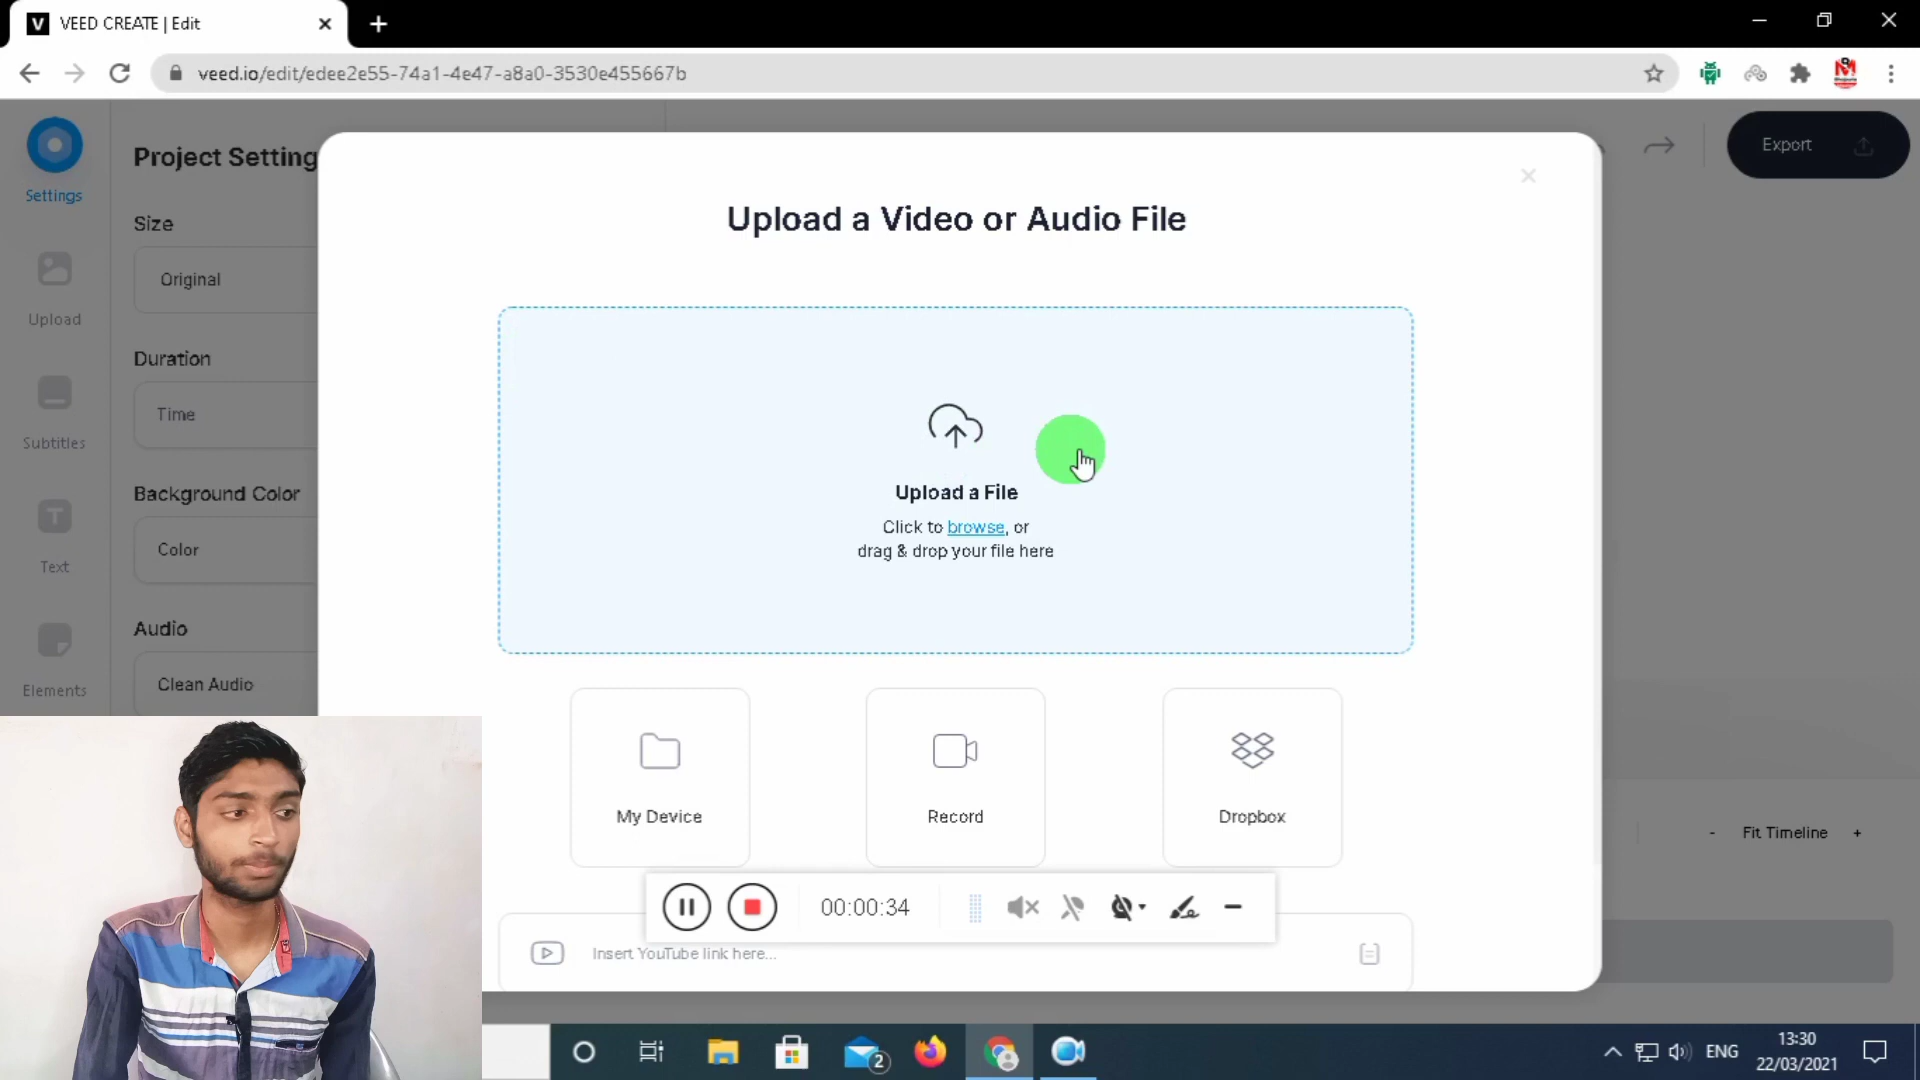 VEED CREATE | Edit
veed.io/edit/edee2e55-74a1-4e47-a8a0-3530e455667b
Export
Settings
Upload
Subtitles
Text
Elements
Project Setting
Size
Original
Duration
Time
Background Color
Color
Audio
Clean Audio
Upload a Video or Audio File
Upload a File
Click to browse, or
drag & drop your file here
My Device
Record
Dropbox
00:00:34
Insert YouTube link here...
- Fit Timeline +
2
ENG
13:30
22/03/2021